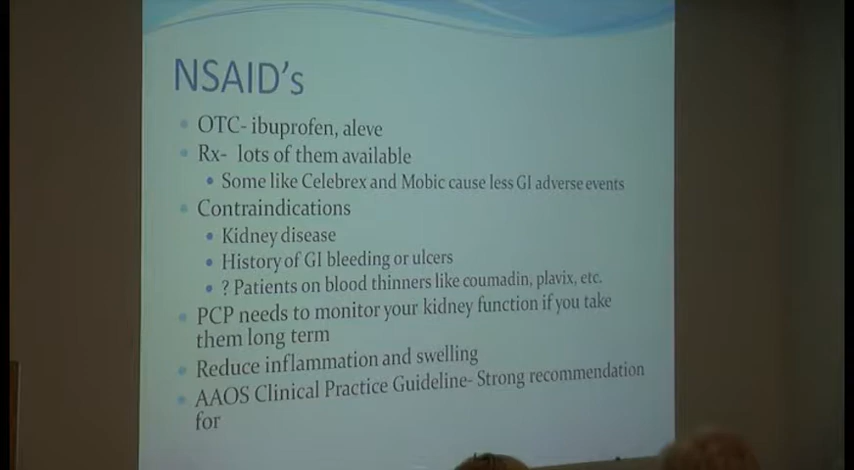 NSAID's
OTC- ibuprofen, aleve
Rx- lots of them available
Some like Celebrex and Mobic cause less GI adverse events
Contraindications
Kidney disease
History of GI bleeding or ulcers
? Patients on blood thinners like coumadin, plavix, etc.
PCP needs to monitor your kidney function if you take
them long term
Reduce inflammation and swelling
AAOS Clinical Practice Guideline- Strong recommendation
for